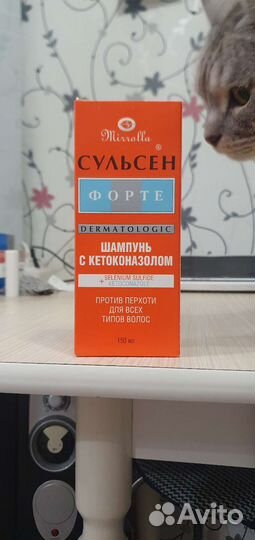 Mirrolla
СУЛЬСЕН®
ФОРТЕ
DERMATOLOGIC
ШАМПУНЬ
С КЕТОКОНАЗОЛОМ
SELENIUM SULFIDE
+ KETOCONAZOLE
ПРОТИВ ПЕРХОТИ
ДЛЯ ВСЕХ
ТИПОВ ВОЛОС
150 мл
Avito